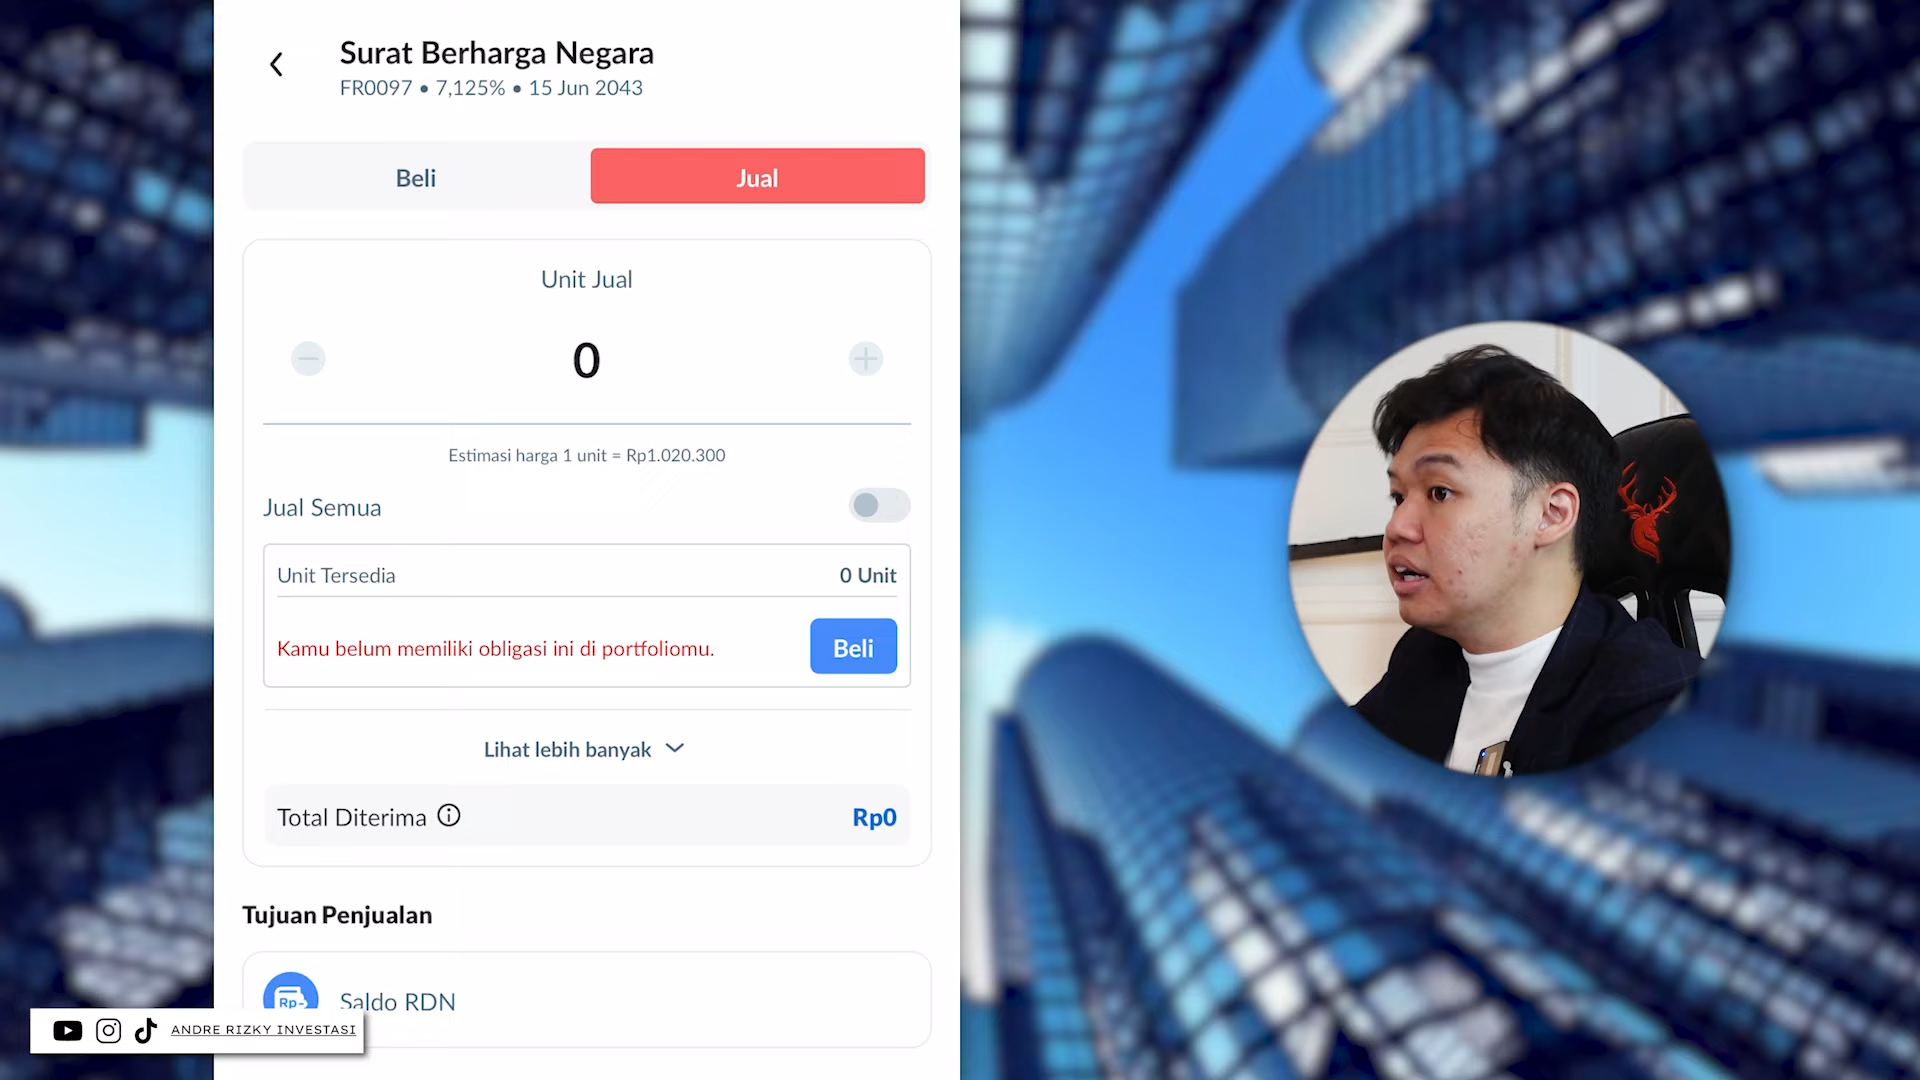 Surat Berharga Negara
FR0097 • 7,125% • 15 Jun 2043
Beli
Jual
Unit Jual
0
Estimasi harga 1 unit = Rp1.020.300
Jual Semua
Unit Tersedia
0 Unit
Kamu belum memiliki obligasi ini di portfoliomu.
Beli
Lihat lebih banyak
Total Diterima
Rp0
Tujuan Penjualan
Rp
Saldo RDN
ANDRE RIZKY INVESTASI